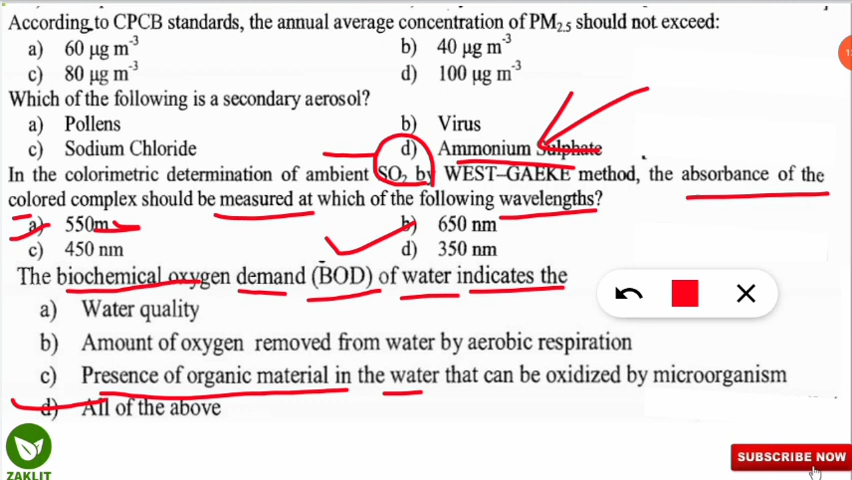 According to CPCB standards, the annual average concentration of PM2.5 should not exceed:
a) 60 µg m-3 b) 40 µg m-3
c) 80 µg m-3 d) 100 µg m-3
Which of the following is a secondary aerosol?
a) Pollens b) Virus
c) Sodium Chloride d) Ammonium Sulphate
In the colorimetric determination of ambient SO2 by WEST–GAEKE method, the absorbance of the
colored complex should be measured at which of the following wavelengths?
a) 550m b) 650 nm
c) 450 nm d) 350 nm
The biochemical oxygen demand (BOD) of water indicates the
a) Water quality
b) Amount of oxygen removed from water by aerobic respiration
c) Presence of organic material in the water that can be oxidized by microorganism
d) All of the above
ZAKLIT
SUBSCRIBE NOW